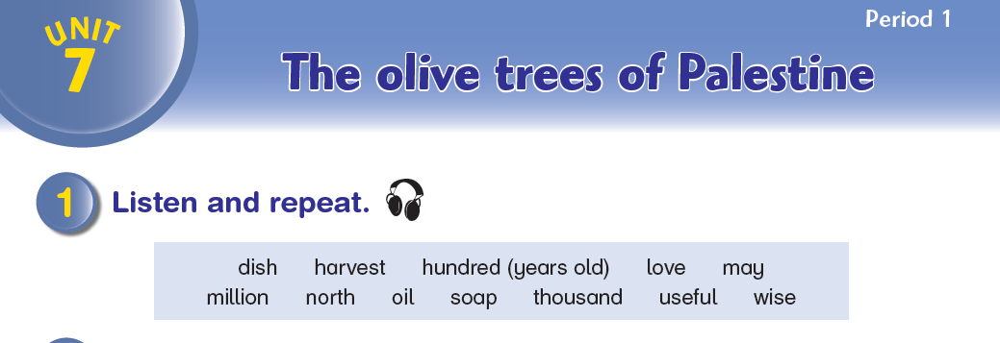 UNIT
7
Period 1
The olive trees of Palestine
1 Listen and repeat.
dish harvest hundred (years old) love may
million north oil soap thousand useful wise